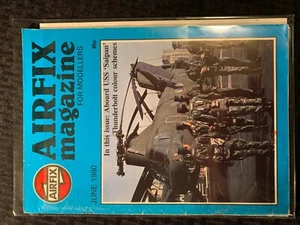 AIRFIX
magazine
FOR MODELLERS
40p
In this issue: Aboard USS 'Saipan'
Thunderbolt colour schemes
AIRFIX
JUNE 1980